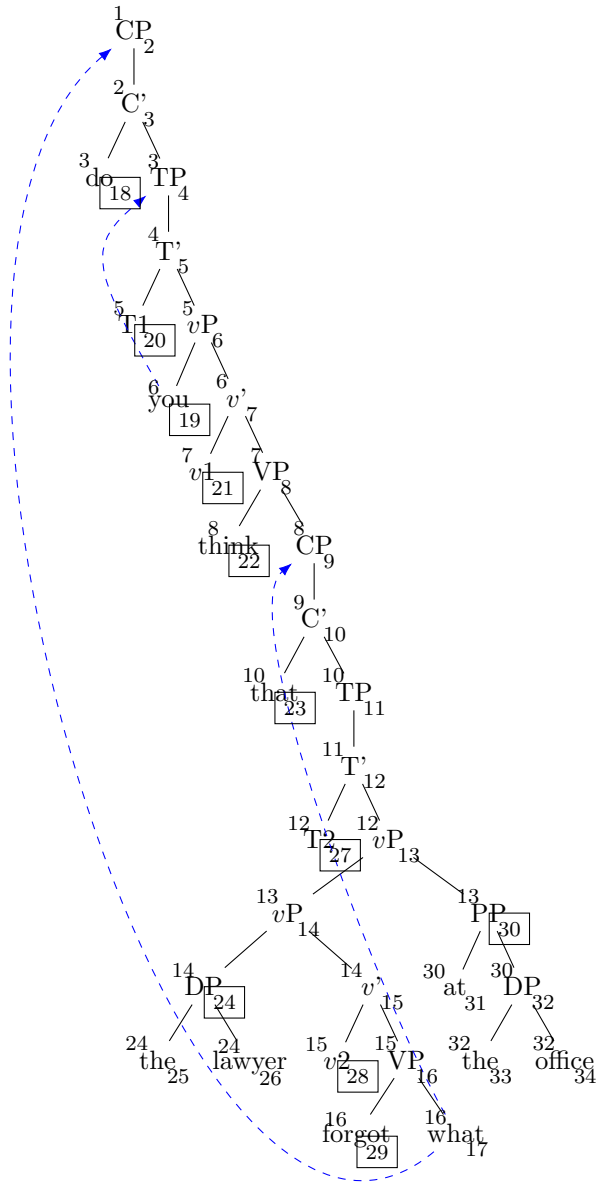 1 CP 2
2 C' 3
3 do 18 3 TP 4
4 T' 5
5 T1 20 5 vP 6
6 you 19 6 v' 7
7 v1 21 7 VP 8
8 think 22 8 CP 9
9 C' 10
10 that 23 10 TP 11
11 T' 12
12 T2 27 12 vP 13
13 vP 14 13 PP 30
14 DP 24 14 v' 15 30 at 31 30 DP 32
24 the 25 24 lawyer 26 15 v2 28 15 VP 16 32 the 33 32 office 34
16 forgot 29 16 what 17